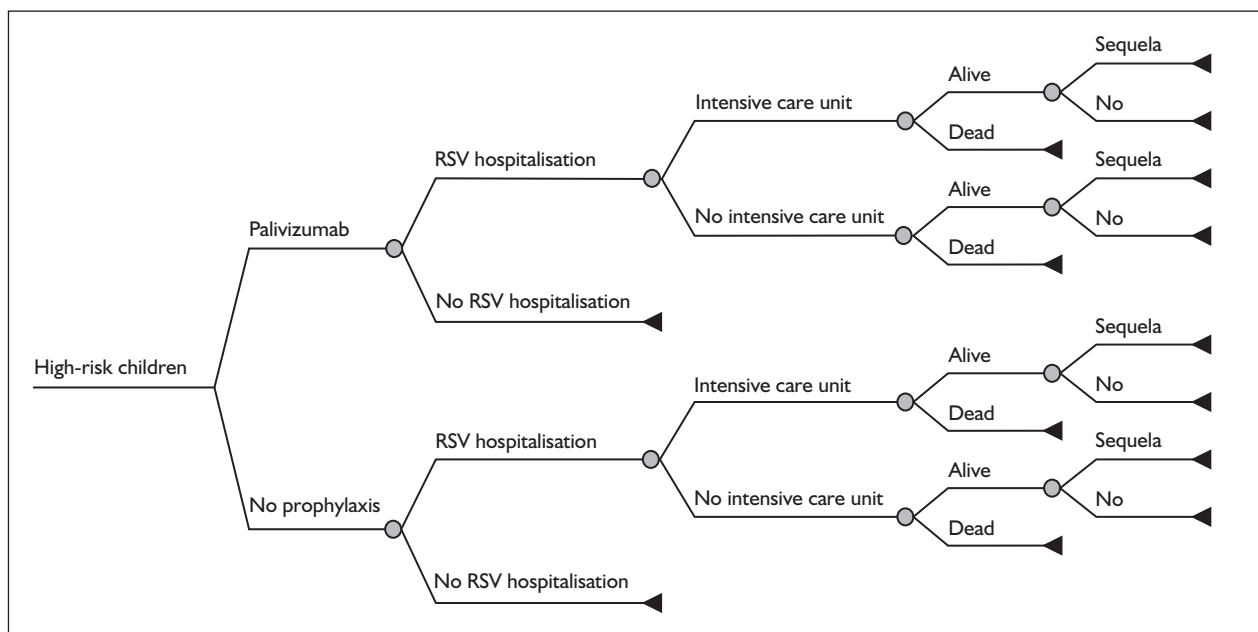 Sequela
Alive
No
Intensive care unit
Dead
RSV hospitalisation
Sequela
Alive
No intensive care unit
No
Palivizumab
Dead
No RSV hospitalisation
Sequela
High-risk children
Alive
Intensive care unit
No
Dead
RSV hospitalisation
Sequela
Alive
No intensive care unit
No
No prophylaxis
Dead
No RSV hospitalisation